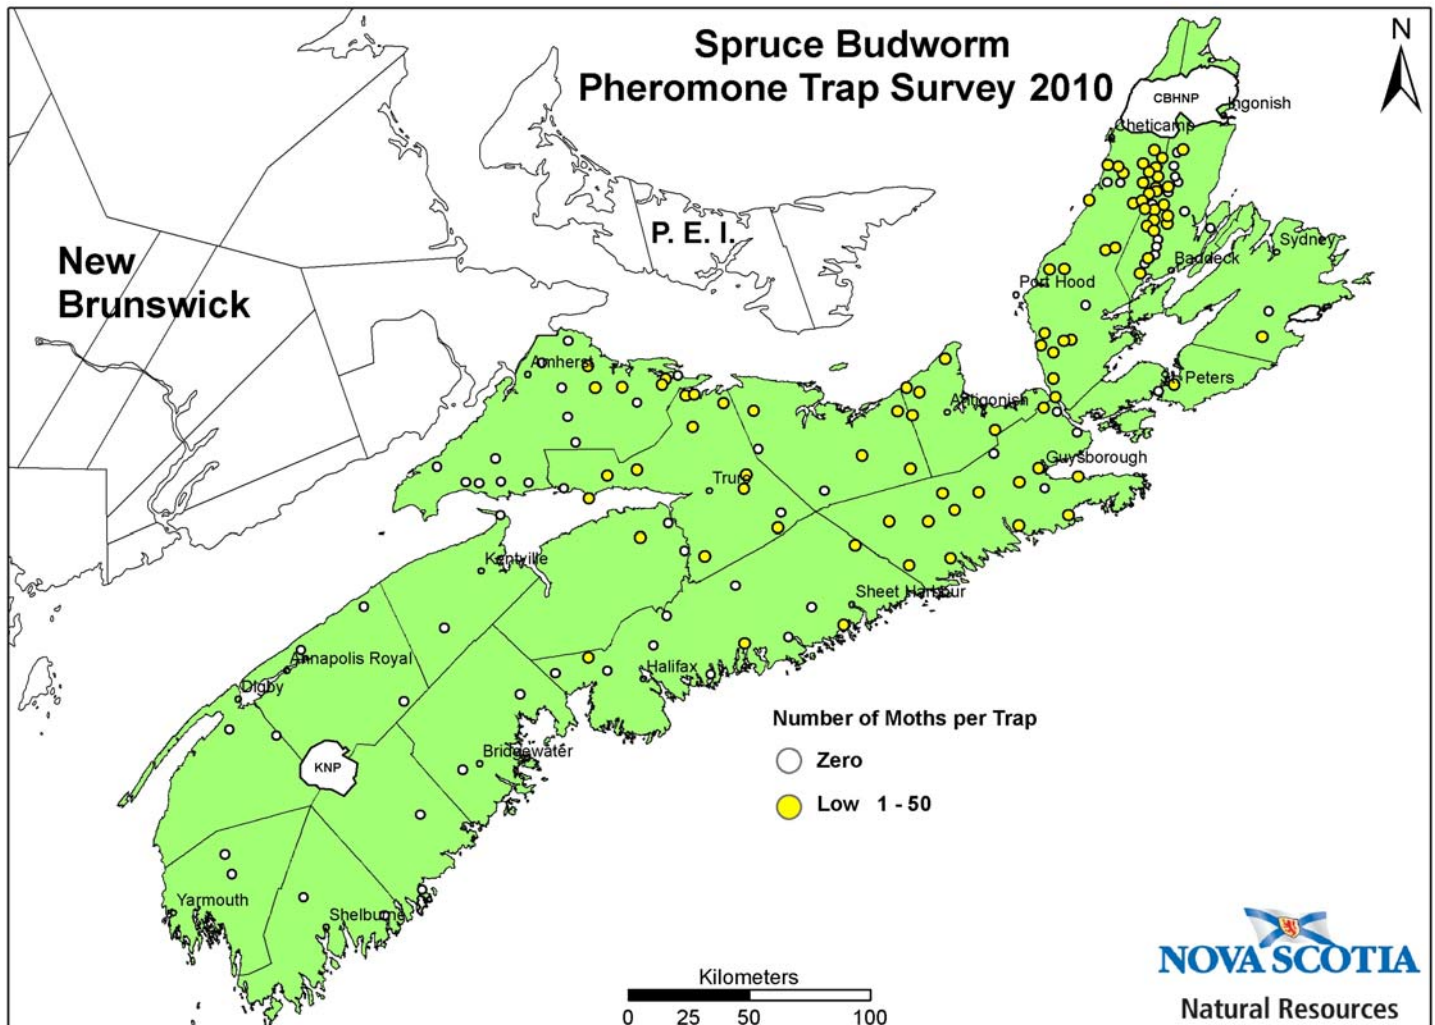 Spruce Budworm
Pheromone Trap Survey 2010
N
CBHNP
Ingonish
Cheticamp
P. E. I.
New
Brunswick
Sydney
Baddeck
Port Hood
Amherst
St. Peters
Antigonish
Guysborough
Truro
Kentville
Sheet Harbour
Annapolis Royal
Halifax
Digby
Number of Moths per Trap
Bridgewater
Zero
KNP
Low 1 - 50
Yarmouth
Shelburne
NOVA SCOTIA
Kilometers
Natural Resources
0 25 50 100